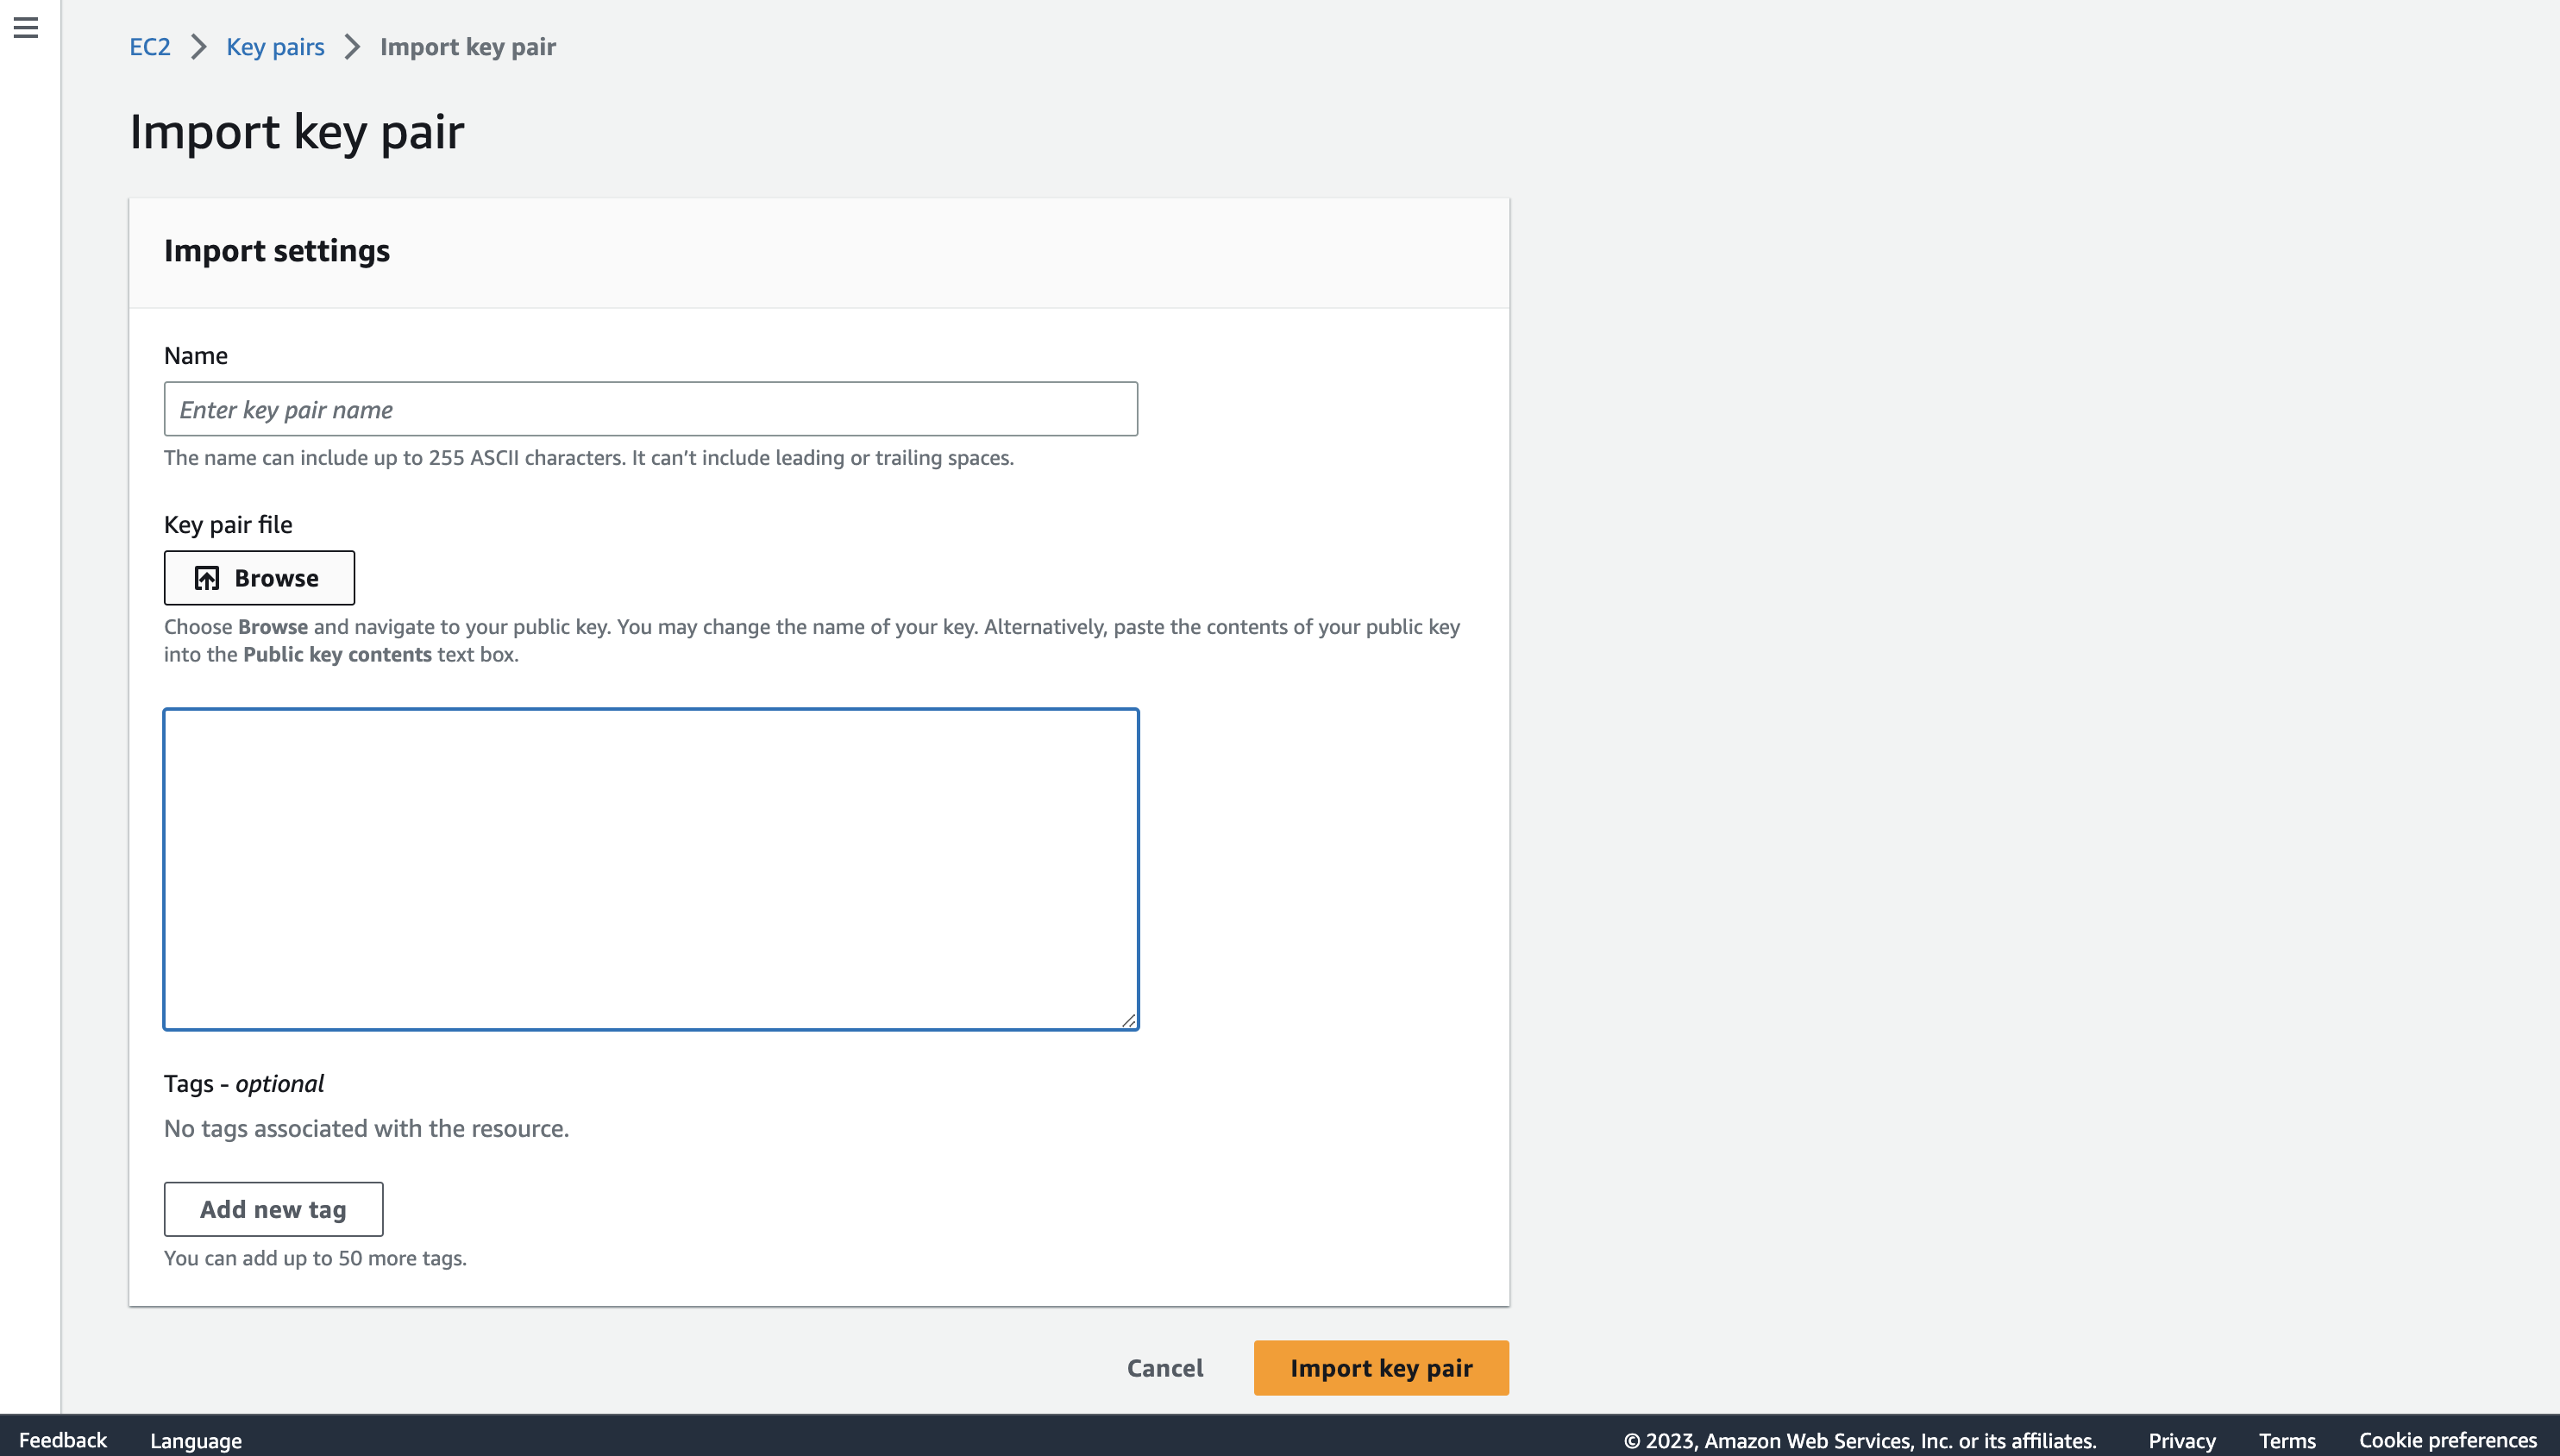 EC2 > Key pairs > Import key pair
Import key pair
Import settings
Name
Enter key pair name
The name can include up to 255 ASCII characters. It can’t include leading or trailing spaces.
Key pair file
Browse
Choose Browse and navigate to your public key. You may change the name of your key. Alternatively, paste the contents of your public key
into the Public key contents text box.
Tags - optional
No tags associated with the resource.
Add new tag
You can add up to 50 more tags.
Cancel Import key pair
Feedback Language © 2023, Amazon Web Services, Inc. or its affiliates. Privacy Terms Cookie preferences